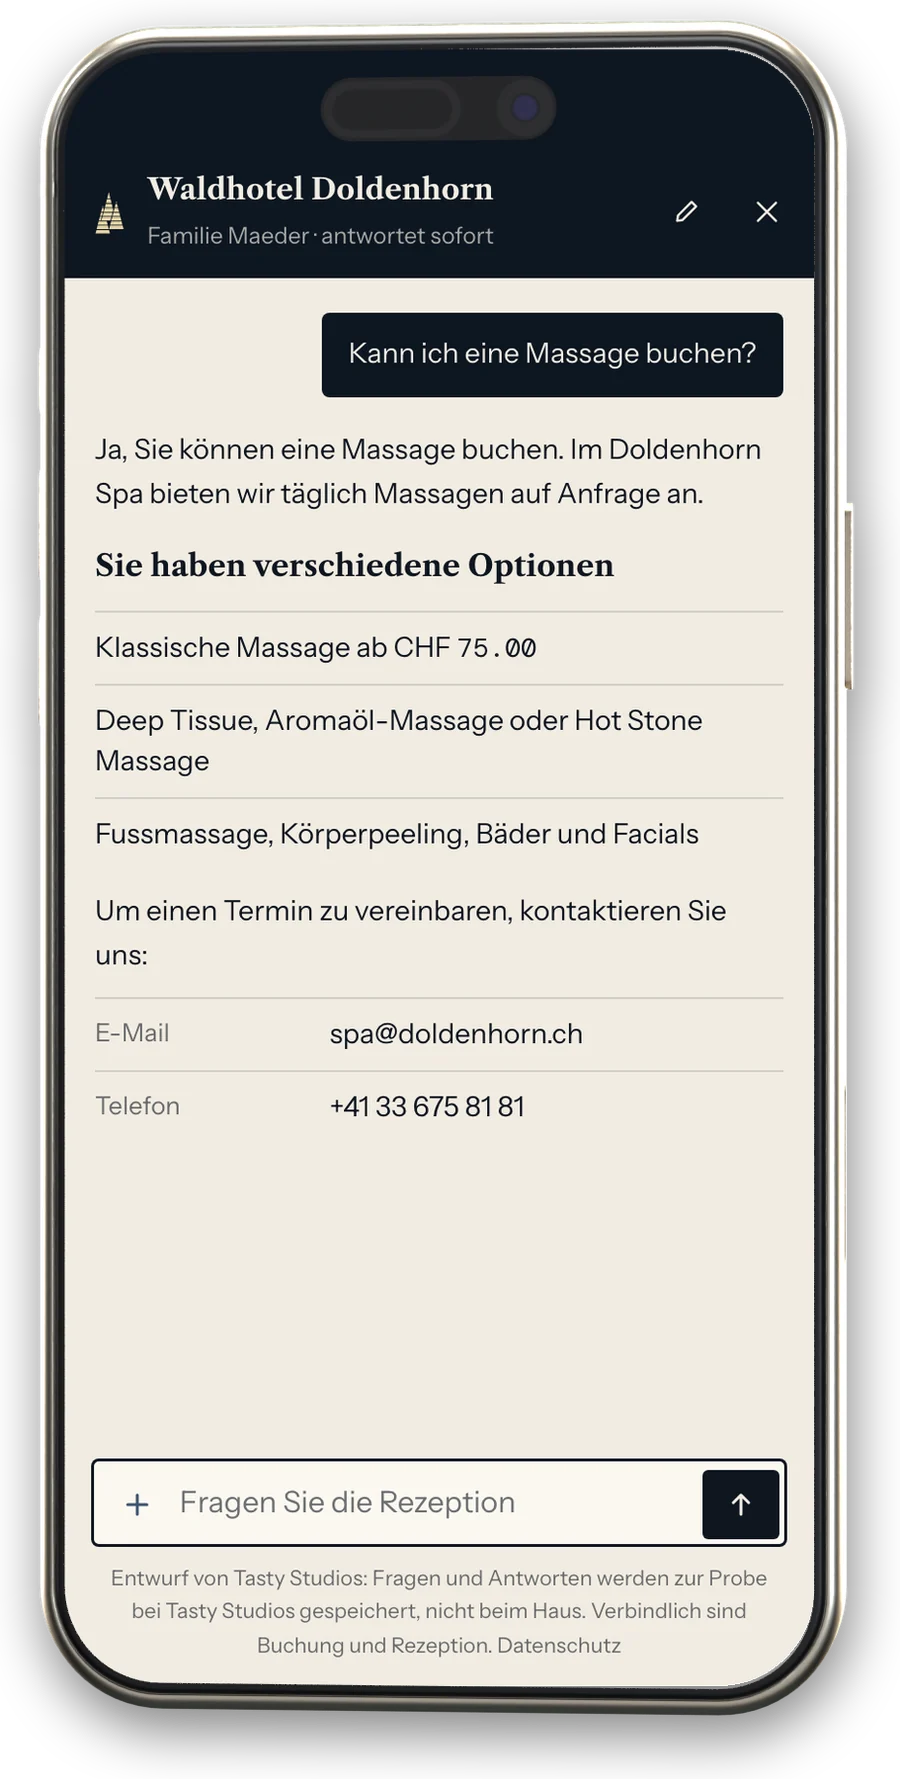 Waldhotel Doldenhorn
Familie Maeder · antwortet sofort
Kann ich eine Massage buchen?
Ja, Sie können eine Massage buchen. Im Doldenhorn
Spa bieten wir täglich Massagen auf Anfrage an.
Sie haben verschiedene Optionen
Klassische Massage ab CHF 75.00
Deep Tissue, Aromaöl-Massage oder Hot Stone
Massage
Fussmassage, Körperpeeling, Bäder und Facials
Um einen Termin zu vereinbaren, kontaktieren Sie
uns:
E-Mail spa@doldenhorn.ch
Telefon +41 33 675 81 81
Fragen Sie die Rezeption
Entwurf von Tasty Studios: Fragen und Antworten werden zur Probe
bei Tasty Studios gespeichert, nicht beim Haus. Verbindlich sind
Buchung und Rezeption. Datenschutz